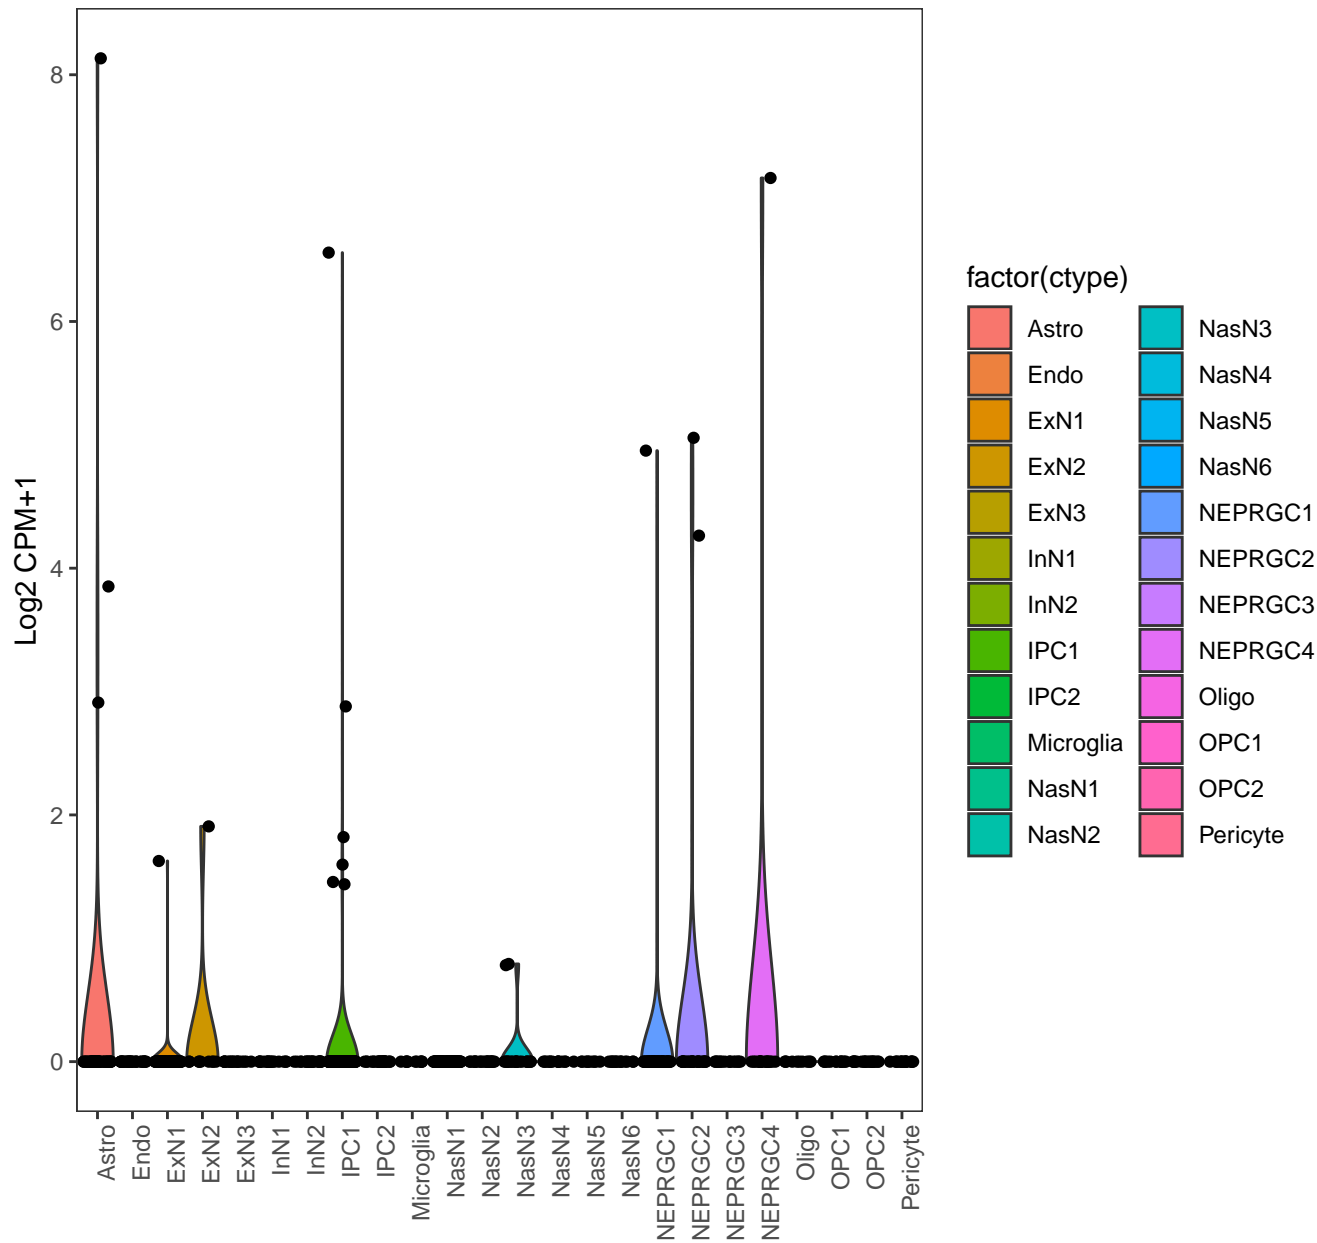 Log2 CPM+1
8
6
4
2
0
Astro
Endo
ExN1
ExN2
ExN3
InN1
InN2
IPC1
IPC2
Microglia
NasN1
NasN2
NasN3
NasN4
NasN5
NasN6
NEPRGC1
NEPRGC2
NEPRGC3
NEPRGC4
Oligo
OPC1
OPC2
Pericyte
factor(ctype)
Astro
Endo
ExN1
ExN2
ExN3
InN1
InN2
IPC1
IPC2
Microglia
NasN1
NasN2
NasN3
NasN4
NasN5
NasN6
NEPRGC1
NEPRGC2
NEPRGC3
NEPRGC4
Oligo
OPC1
OPC2
Pericyte